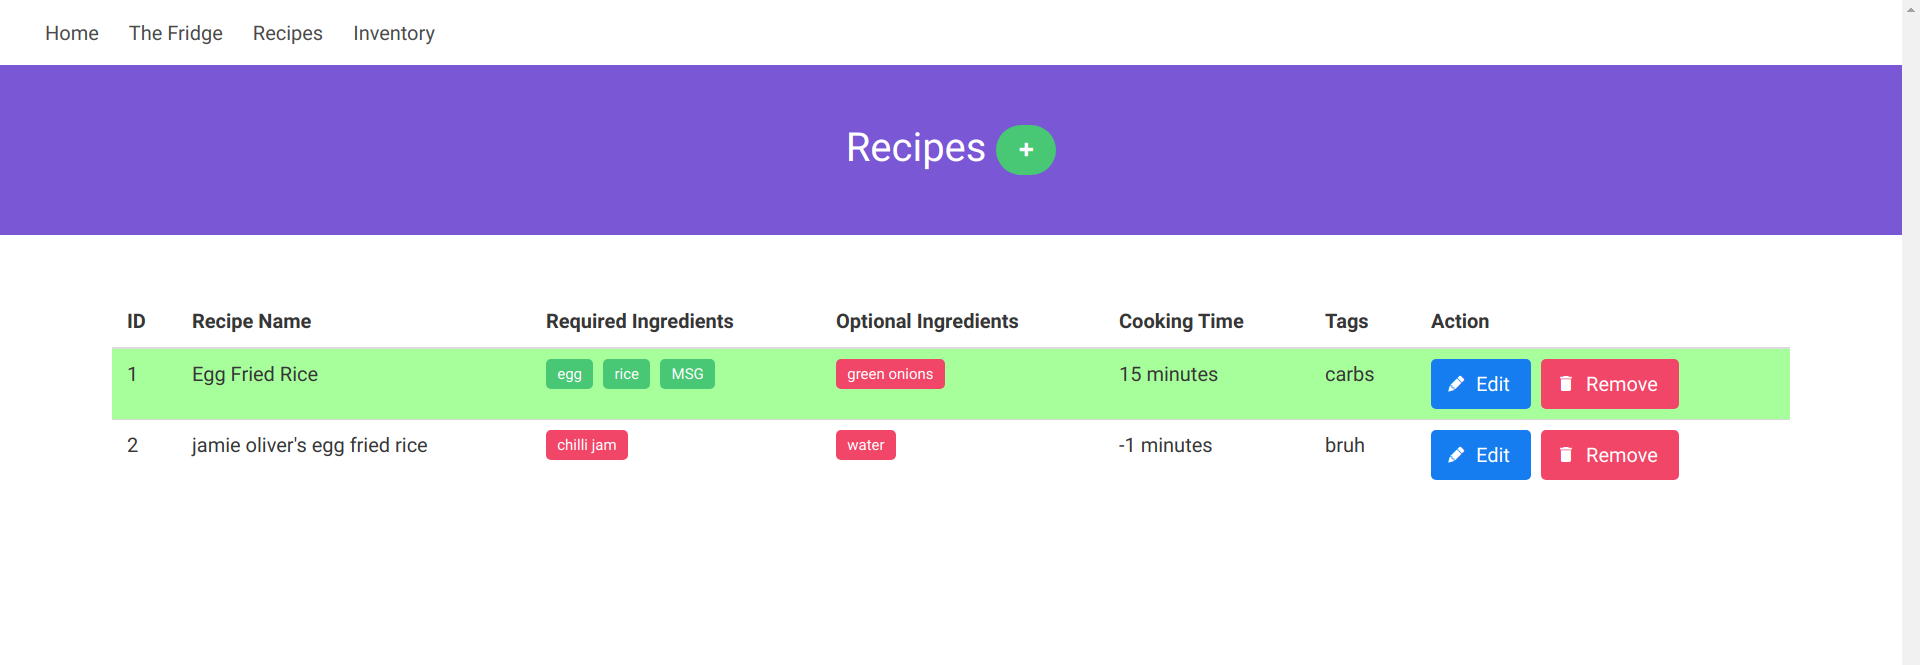 Home The Fridge Recipes Inventory
Recipes +
ID Recipe Name Required Ingredients Optional Ingredients Cooking Time Tags Action
1 Egg Fried Rice egg rice MSG green onions 15 minutes carbs Edit Remove
2 jamie oliver's egg fried rice chilli jam water -1 minutes bruh Edit Remove